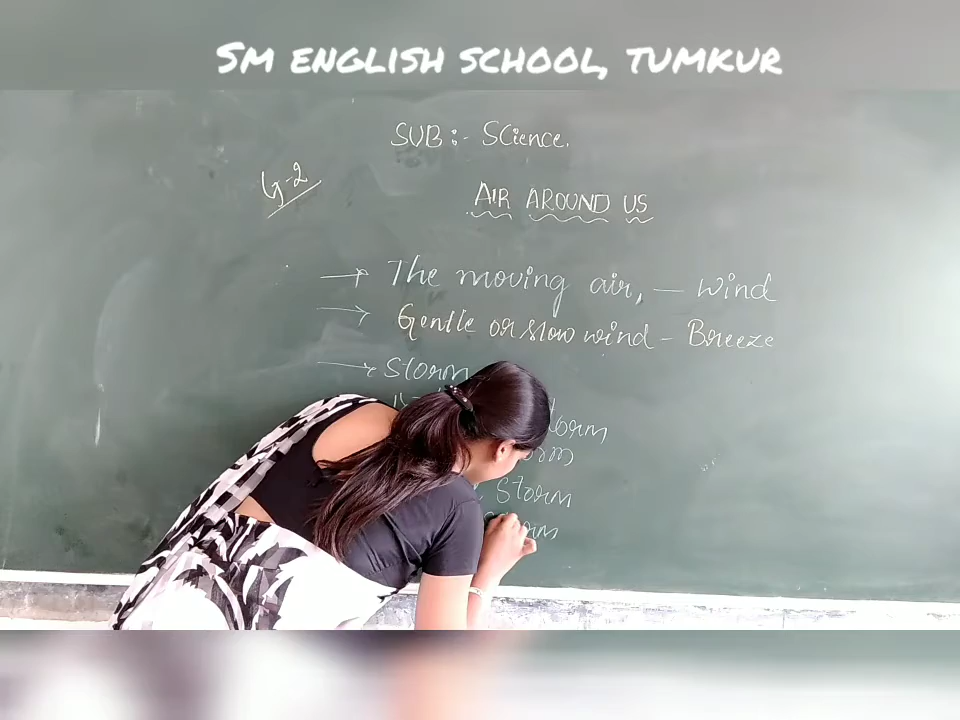 SM ENGLISH SCHOOL, TUMKUR
SUB :- Science.
G-2
AIR AROUND US
→ The moving air, — Wind
→ Gentle or slow wind – Breeze
→ Storm
Storm